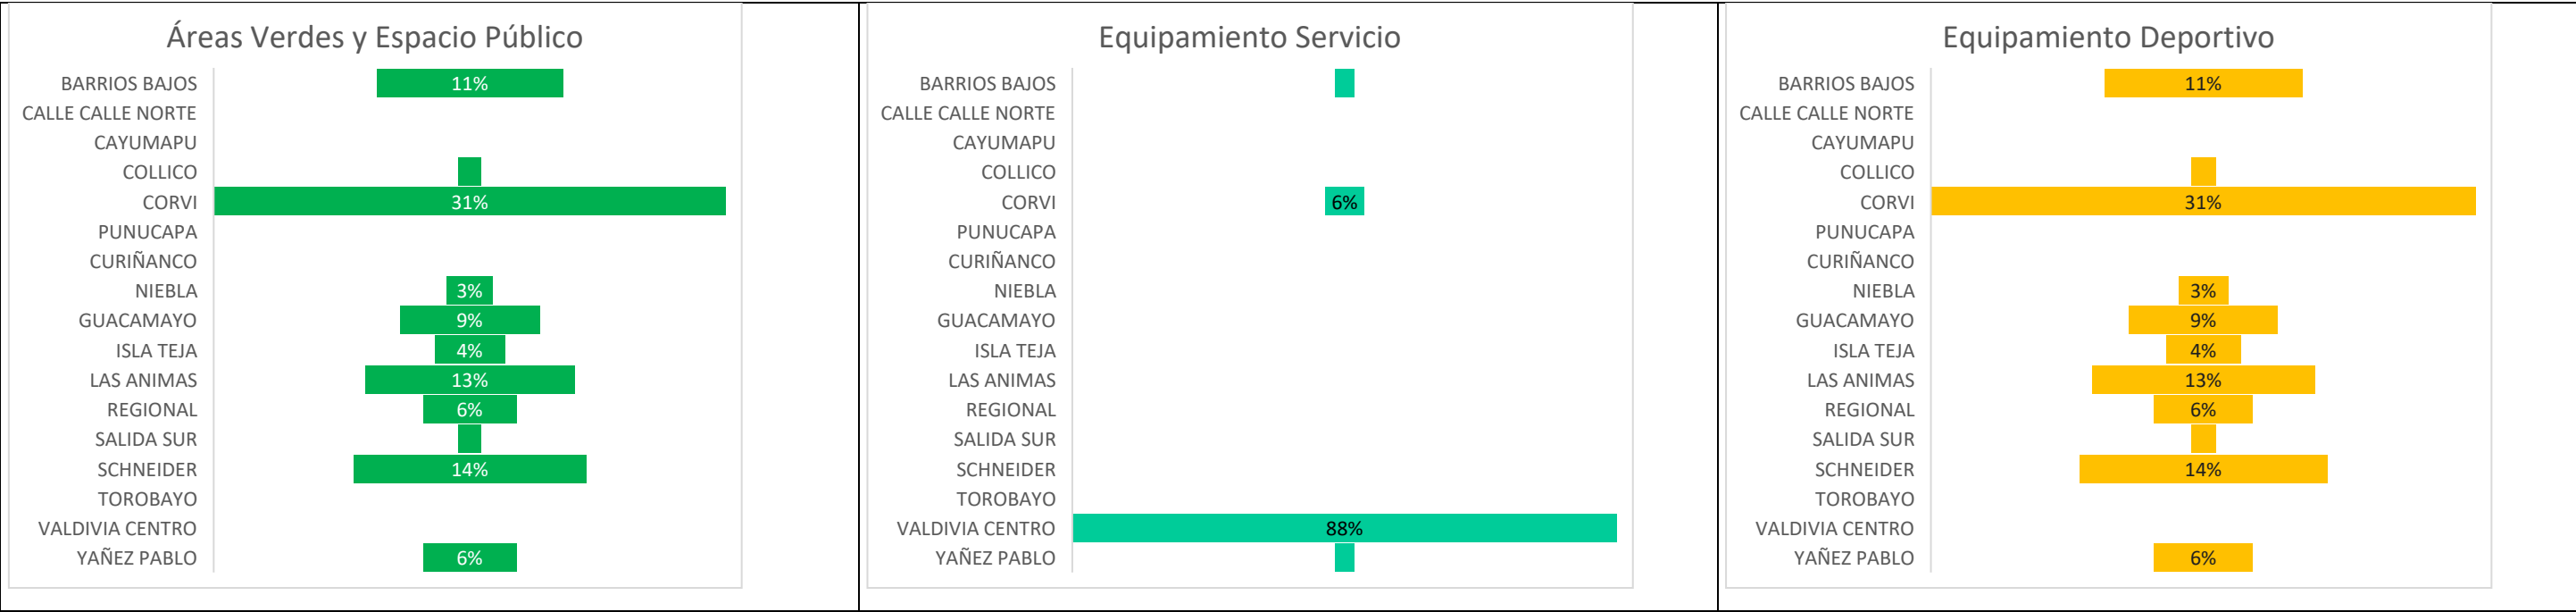 Áreas Verdes y Espacio Público
BARRIOS BAJOS 11%
CALLE CALLE NORTE
CAYUMAPU
COLLICO
CORVI 31%
PUNUCAPA
CURIÑANCO
NIEBLA 3%
GUACAMAYO 9%
ISLA TEJA 4%
LAS ANIMAS 13%
REGIONAL 6%
SALIDA SUR
SCHNEIDER 14%
TOROBAYO
VALDIVIA CENTRO
YAÑEZ PABLO 6%
Equipamiento Servicio
BARRIOS BAJOS
CALLE CALLE NORTE
CAYUMAPU
COLLICO
CORVI 6%
PUNUCAPA
CURIÑANCO
NIEBLA
GUACAMAYO
ISLA TEJA
LAS ANIMAS
REGIONAL
SALIDA SUR
SCHNEIDER
TOROBAYO
VALDIVIA CENTRO 88%
YAÑEZ PABLO
Equipamiento Deportivo
BARRIOS BAJOS 11%
CALLE CALLE NORTE
CAYUMAPU
COLLICO
CORVI 31%
PUNUCAPA
CURIÑANCO
NIEBLA 3%
GUACAMAYO 9%
ISLA TEJA 4%
LAS ANIMAS 13%
REGIONAL 6%
SALIDA SUR
SCHNEIDER 14%
TOROBAYO
VALDIVIA CENTRO
YAÑEZ PABLO 6%